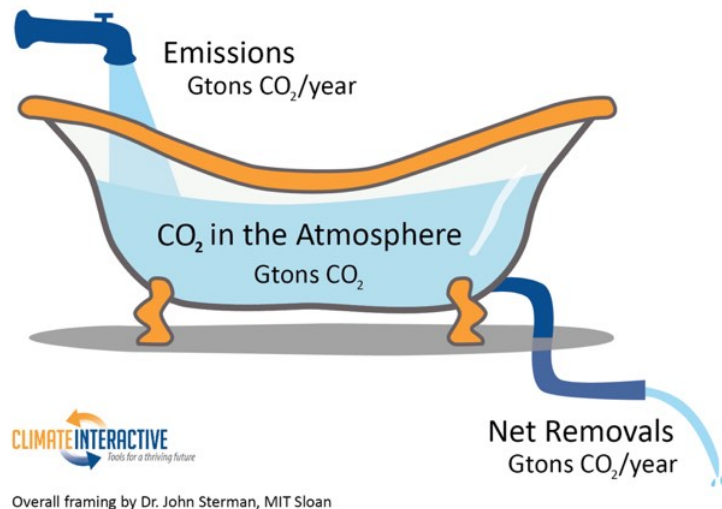 Emissions
Gtons CO₂/year
CO₂ in the Atmosphere
Gtons CO₂
CLIMATEINTERACTIVE
Tools for a thriving future
Net Removals
Gtons CO₂/year
Overall framing by Dr. John Sterman, MIT Sloan